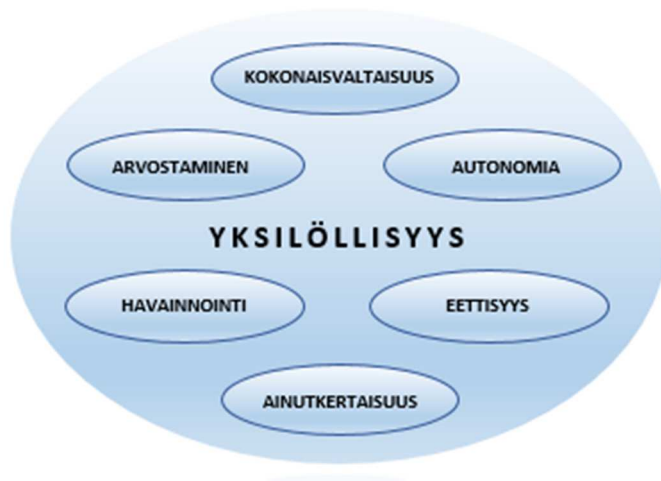 KOKONAISVALTAISUUS
ARVOSTAMINEN
AUTONOMIA
YKSILÖLLISYYS
HAVAINNOINTI
EETTISYYS
AINUTKERTAISUUS